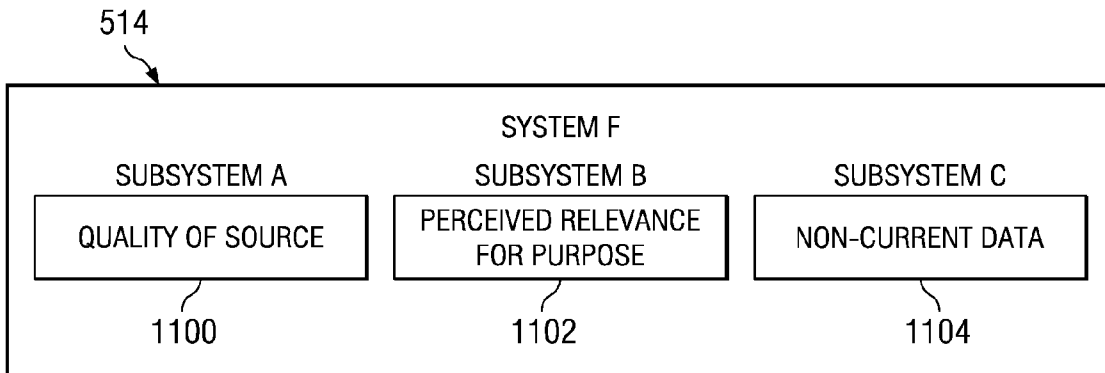 514
SYSTEM F
SUBSYSTEM A
SUBSYSTEM B
SUBSYSTEM C
QUALITY OF SOURCE
PERCEIVED RELEVANCE
FOR PURPOSE
NON-CURRENT DATA
1100
1102
1104